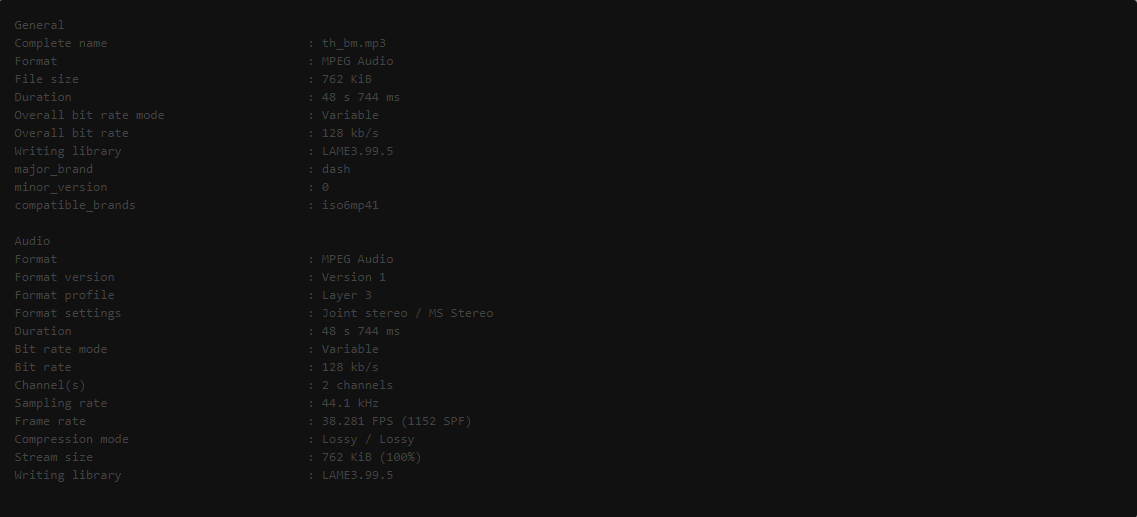 General
Complete name : th_bm.mp3
Format : MPEG Audio
File size : 762 KiB
Duration : 48 s 744 ms
Overall bit rate mode : Variable
Overall bit rate : 128 kb/s
Writing library : LAME3.99.5
major_brand : dash
minor_version : 0
compatible_brands : iso6mp41
Audio
Format : MPEG Audio
Format version : Version 1
Format profile : Layer 3
Format settings : Joint stereo / MS Stereo
Duration : 48 s 744 ms
Bit rate mode : Variable
Bit rate : 128 kb/s
Channel(s) : 2 channels
Sampling rate : 44.1 kHz
Frame rate : 38.281 FPS (1152 SPF)
Compression mode : Lossy / Lossy
Stream size : 762 KiB (100%)
Writing library : LAME3.99.5